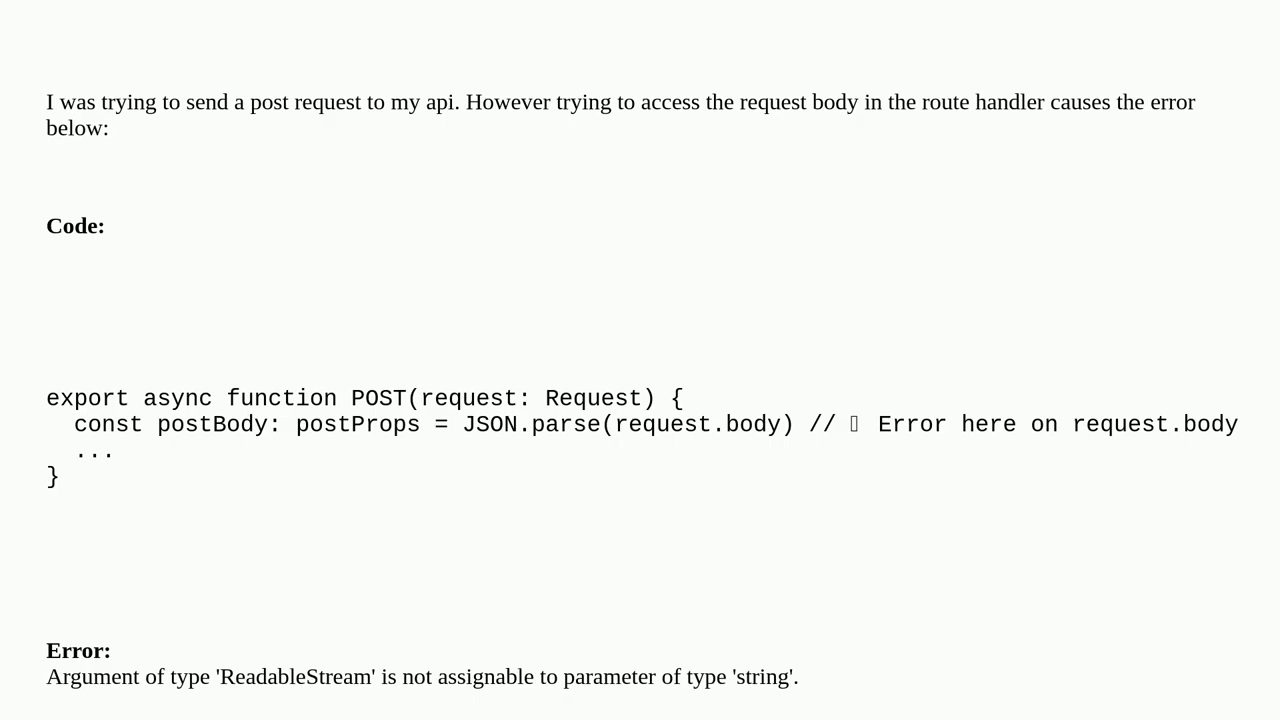 I was trying to send a post request to my api. However trying to access the request body in the route handler causes the error
below:
Code:
export async function POST(request: Request) {
  const postBody: postProps = JSON.parse(request.body) // Error here on request.body
  ...
}
Error:
Argument of type 'ReadableStream' is not assignable to parameter of type 'string'.